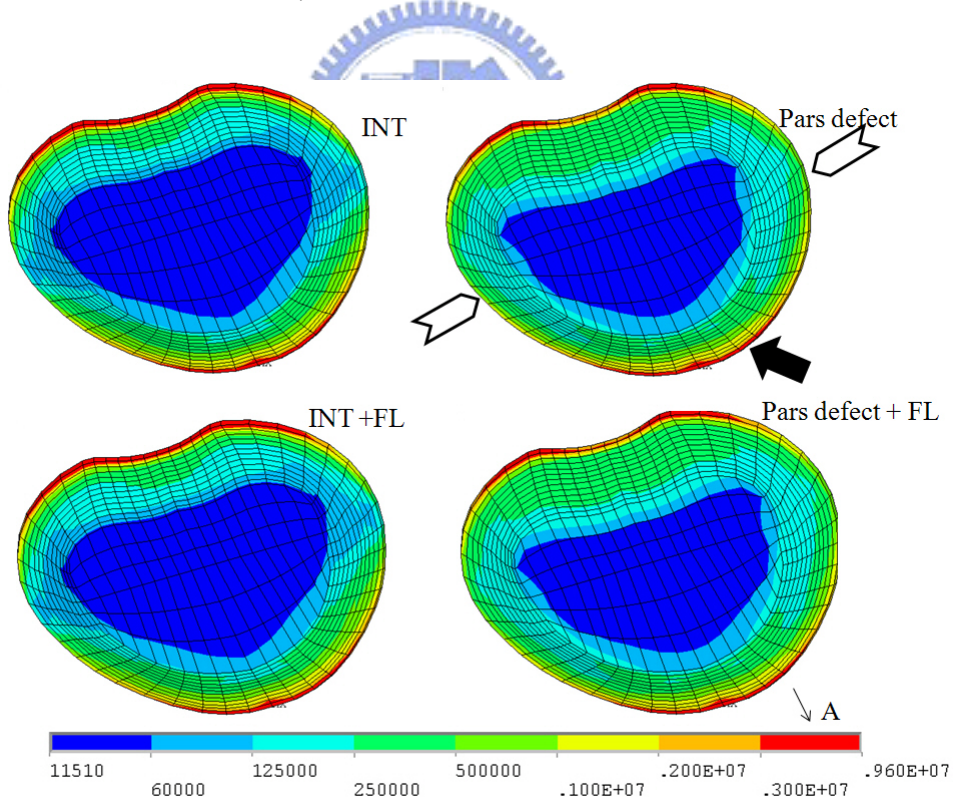 INT
Pars defect
INT +FL
Pars defect + FL
A
11510
60000
125000
250000
500000
.100E+07
.200E+07
.300E+07
.960E+07